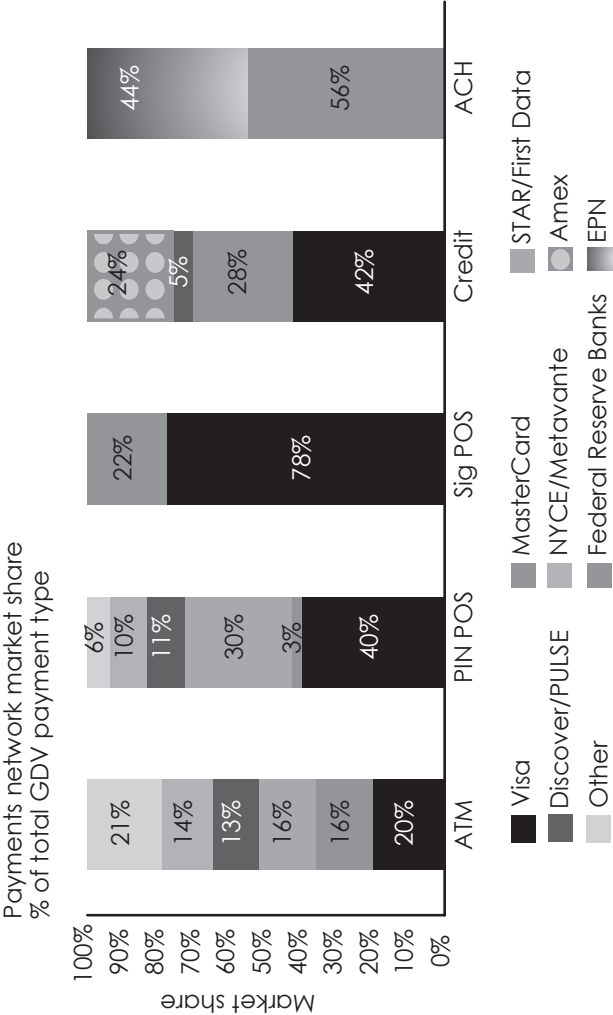 Payments network market share
% of total GDV payment type
Market share
100%
90%
80%
70%
60%
50%
40%
30%
20%
10%
0%
21%
14%
13%
16%
16%
20%
6%
10%
11%
30%
3%
40%
22%
78%
24%
5%
28%
42%
44%
56%
ATM
PIN POS
Sig POS
Credit
ACH
Visa
MasterCard
STAR/First Data
Discover/PULSE
NYCE/Metavante
Amex
Other
Federal Reserve Banks
EPN